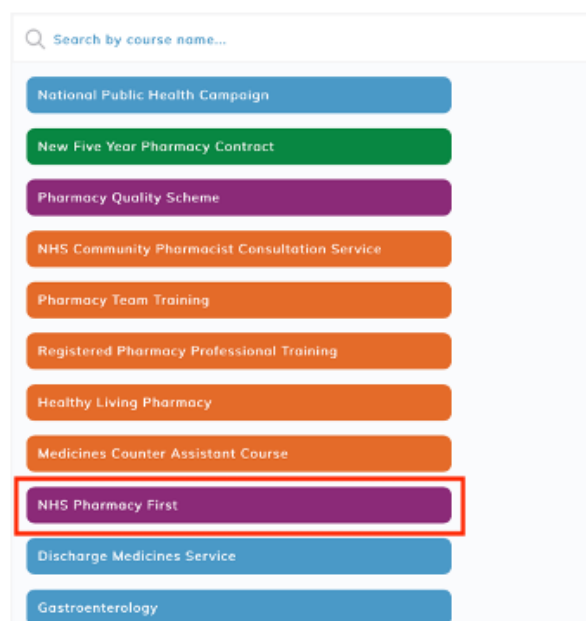 Search by course name...
National Public Health Campaign
New Five Year Pharmacy Contract
Pharmacy Quality Scheme
NHS Community Pharmacist Consultation Service
Pharmacy Team Training
Registered Pharmacy Professional Training
Healthy Living Pharmacy
Medicines Counter Assistant Course
NHS Pharmacy First
Discharge Medicines Service
Gastroenterology